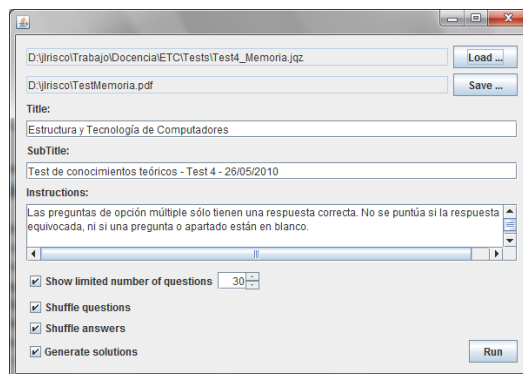 D:\jlrisco\Trabajo\Docencia\ETC\Tests\Test4_Memoria.jqz
Load ...
D:\jlrisco\TestMemoria.pdf
Save ...
Title:
Estructura y Tecnología de Computadores
SubTitle:
Test de conocimientos teóricos - Test 4 - 26/05/2010
Instructions:
Las preguntas de opción múltiple sólo tienen una respuesta correcta. No se puntúa si la respuesta
equivocada, ni si una pregunta o apartado están en blanco.
Show limited number of questions 30
Shuffle questions
Shuffle answers
Generate solutions
Run